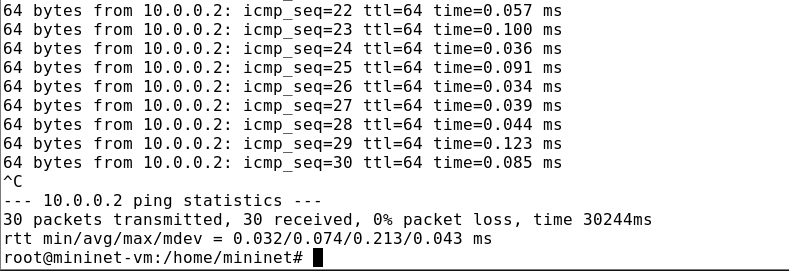 64 bytes from 10.0.0.2: icmp_seq=22 ttl=64 time=0.057 ms
64 bytes from 10.0.0.2: icmp_seq=23 ttl=64 time=0.100 ms
64 bytes from 10.0.0.2: icmp_seq=24 ttl=64 time=0.036 ms
64 bytes from 10.0.0.2: icmp_seq=25 ttl=64 time=0.091 ms
64 bytes from 10.0.0.2: icmp_seq=26 ttl=64 time=0.034 ms
64 bytes from 10.0.0.2: icmp_seq=27 ttl=64 time=0.039 ms
64 bytes from 10.0.0.2: icmp_seq=28 ttl=64 time=0.044 ms
64 bytes from 10.0.0.2: icmp_seq=29 ttl=64 time=0.123 ms
64 bytes from 10.0.0.2: icmp_seq=30 ttl=64 time=0.085 ms
^C
--- 10.0.0.2 ping statistics ---
30 packets transmitted, 30 received, 0% packet loss, time 30244ms
rtt min/avg/max/mdev = 0.032/0.074/0.213/0.043 ms
root@mininet-vm:/home/mininet#